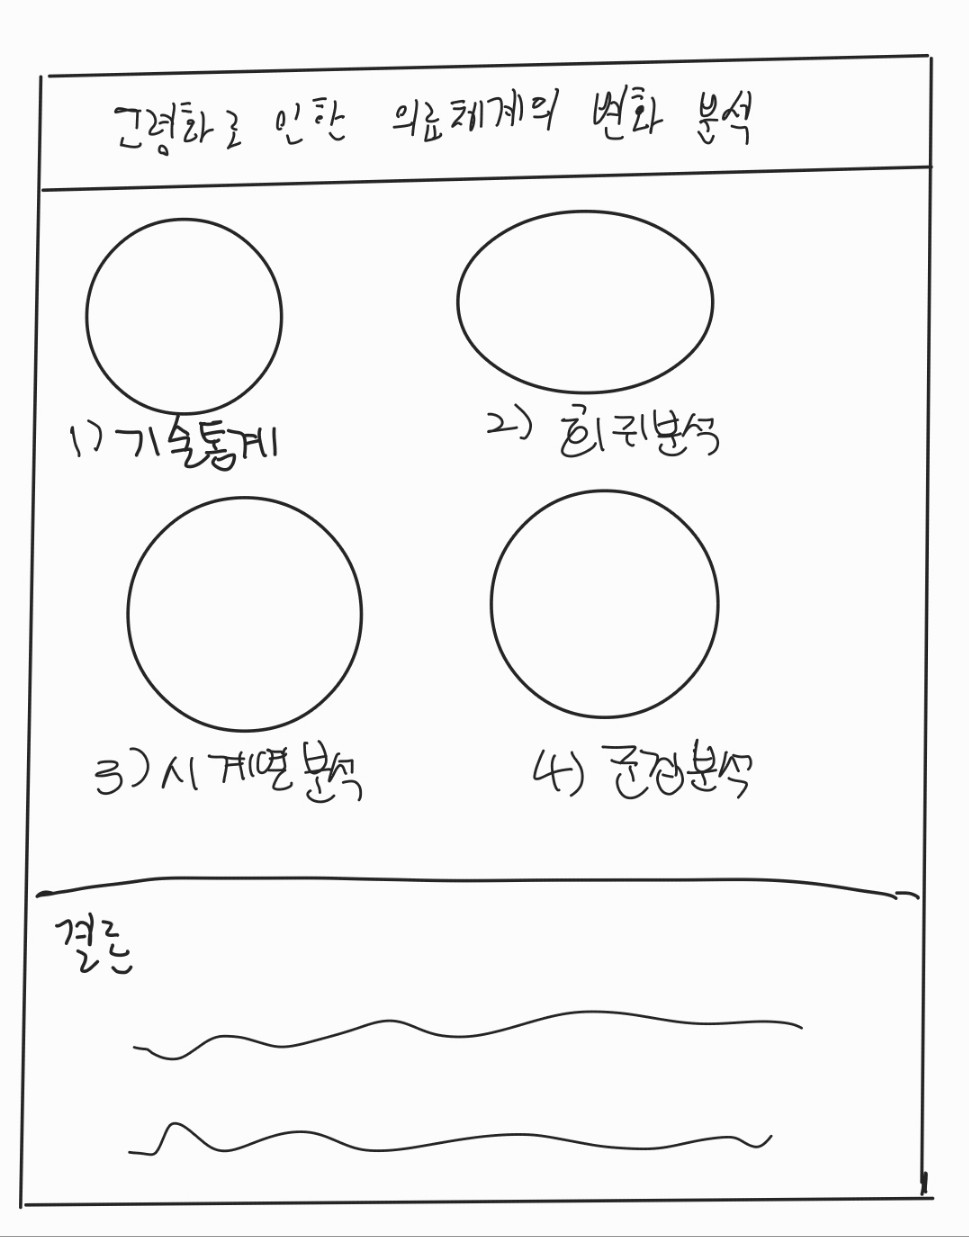 고령화로 인한 의료체계의 변화 분석
1) 기술통계
2) 회귀분석
3) 시계열분석
4) 군집분석
결론